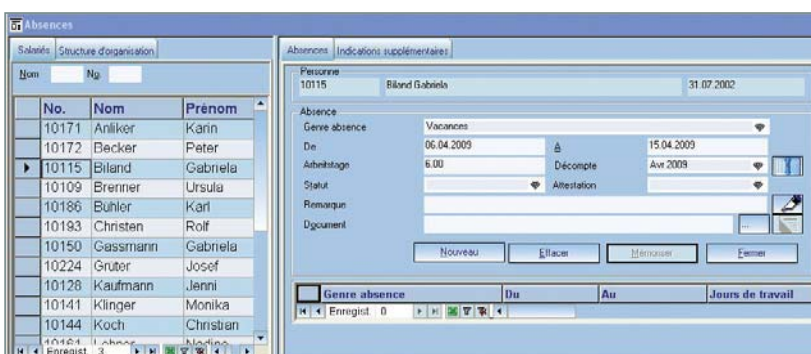 Absences
Salariés Structure d'organisation
Nom Ng.
No. Nom Prénom
10171 Anliker Karin
10172 Becker Peter
10115 Biland Gabriela
10109 Brenner Ursula
10186 Buhler Karl
10193 Christen Rolf
10150 Gassmann Gabriela
10224 Grüter Josef
10128 Kaufmann Jenni
10141 Klinger Monika
10144 Koch Christian
Enregist 3
Absences Indications supplémentaires
Personne
10115 Biland Gabriela 31.07.2002
Absence
Genre absence Vacances
De 06.04.2009 A 15.04.2009
Arbeitstage 6.00 Décompte Avr 2009
Statut Attestation
Remarque
Document ...
Nouveau Effacer Mémoriser Fermer
Genre absence Du Au Jours de travail
Enregist 0